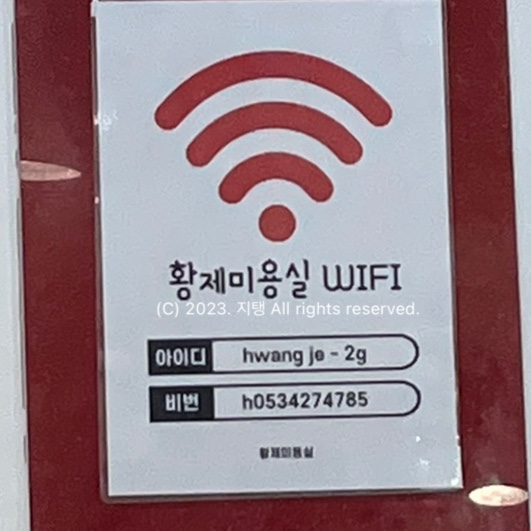 황제미용실 WIFI
(C) 2023. 지탱 All rights reserved.
아이디 hwang je - 2g
비번 h0534274785
황제미용실